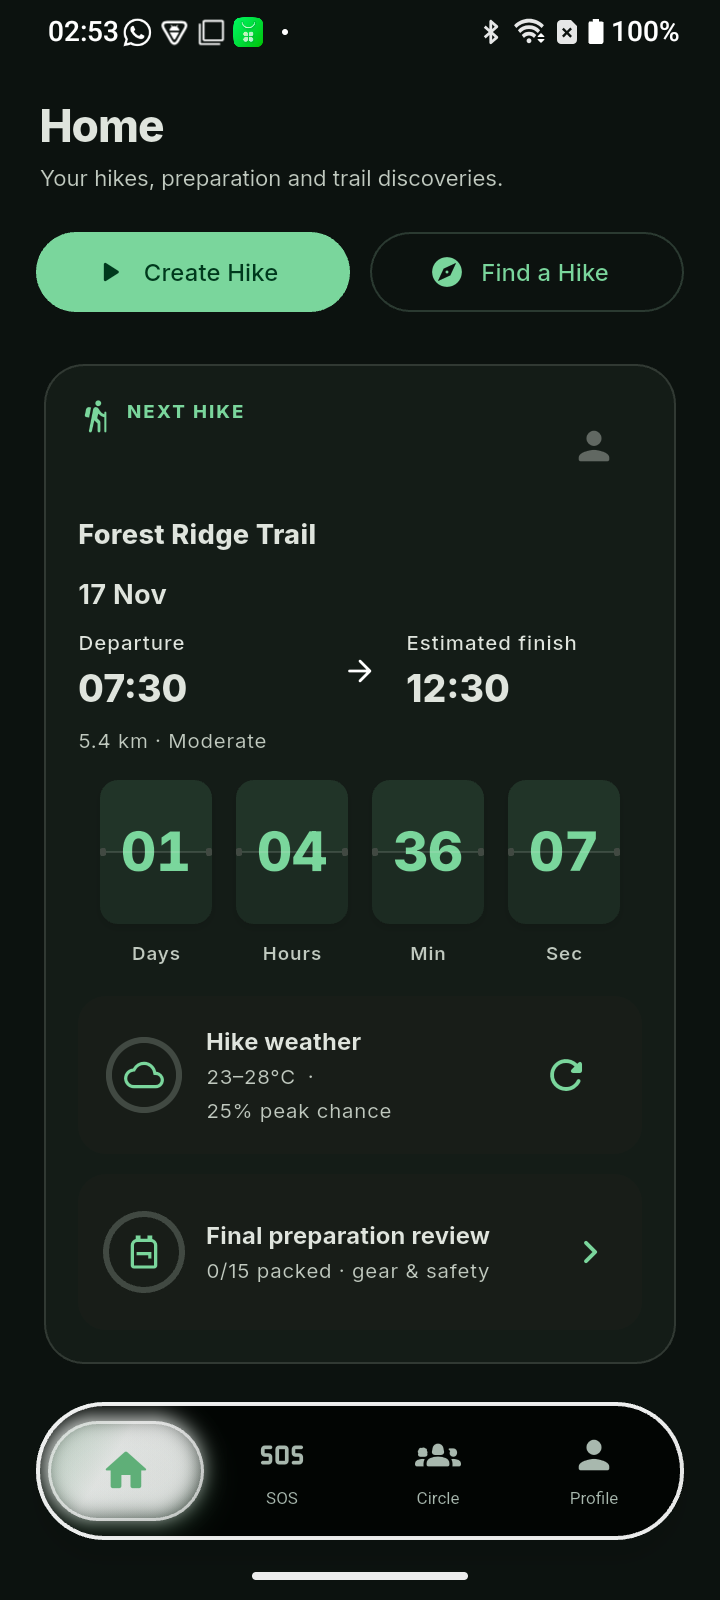 02:53
100%
Home
Your hikes, preparation and trail discoveries.
Create Hike
Find a Hike
NEXT HIKE
Forest Ridge Trail
17 Nov
Departure
Estimated finish
07:30
12:30
5.4 km · Moderate
01 04 36 07
Days Hours Min Sec
Hike weather
23–28°C ·
25% peak chance
Final preparation review
0/15 packed · gear & safety
SOS
SOS
Circle
Profile